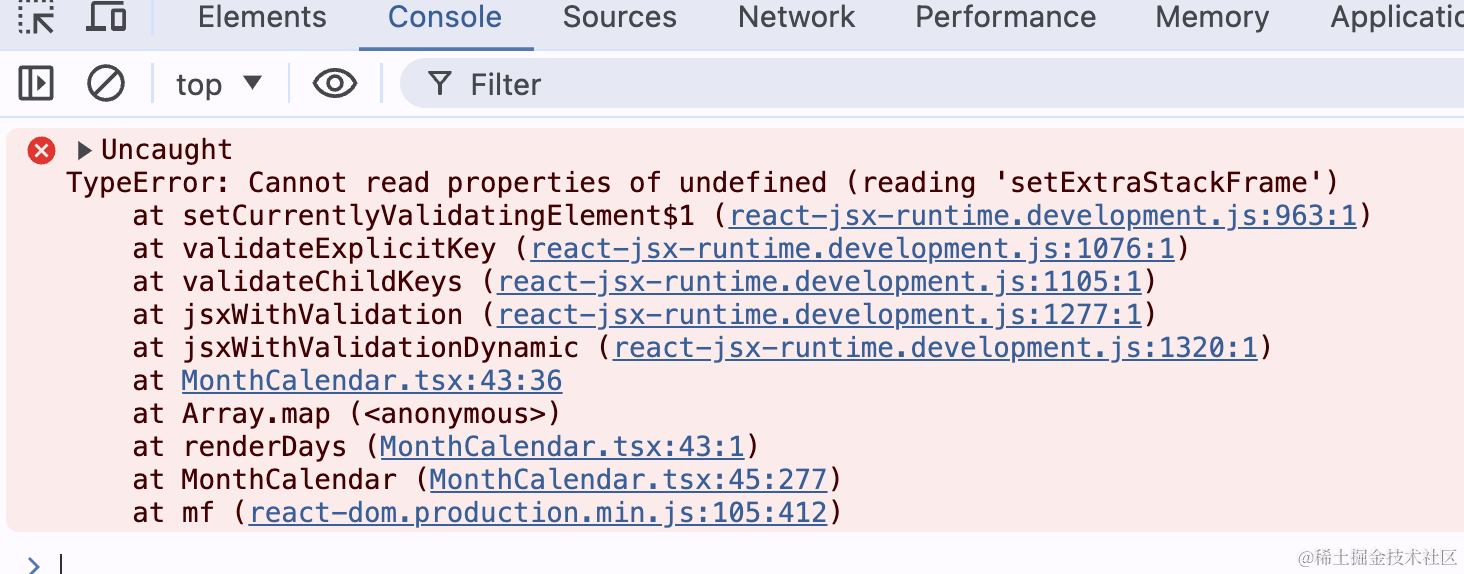 Elements Console Sources Network Performance Memory Applicatio
top Filter
Uncaught
TypeError: Cannot read properties of undefined (reading 'setExtraStackFrame')
at setCurrentlyValidatingElement$1 (react-jsx-runtime.development.js:963:1)
at validateExplicitKey (react-jsx-runtime.development.js:1076:1)
at validateChildKeys (react-jsx-runtime.development.js:1105:1)
at jsxWithValidation (react-jsx-runtime.development.js:1277:1)
at jsxWithValidationDynamic (react-jsx-runtime.development.js:1320:1)
at MonthCalendar.tsx:43:36
at Array.map (<anonymous>)
at renderDays (MonthCalendar.tsx:43:1)
at MonthCalendar (MonthCalendar.tsx:45:277)
at mf (react-dom.production.min.js:105:412)
@稀土掘金技术社区